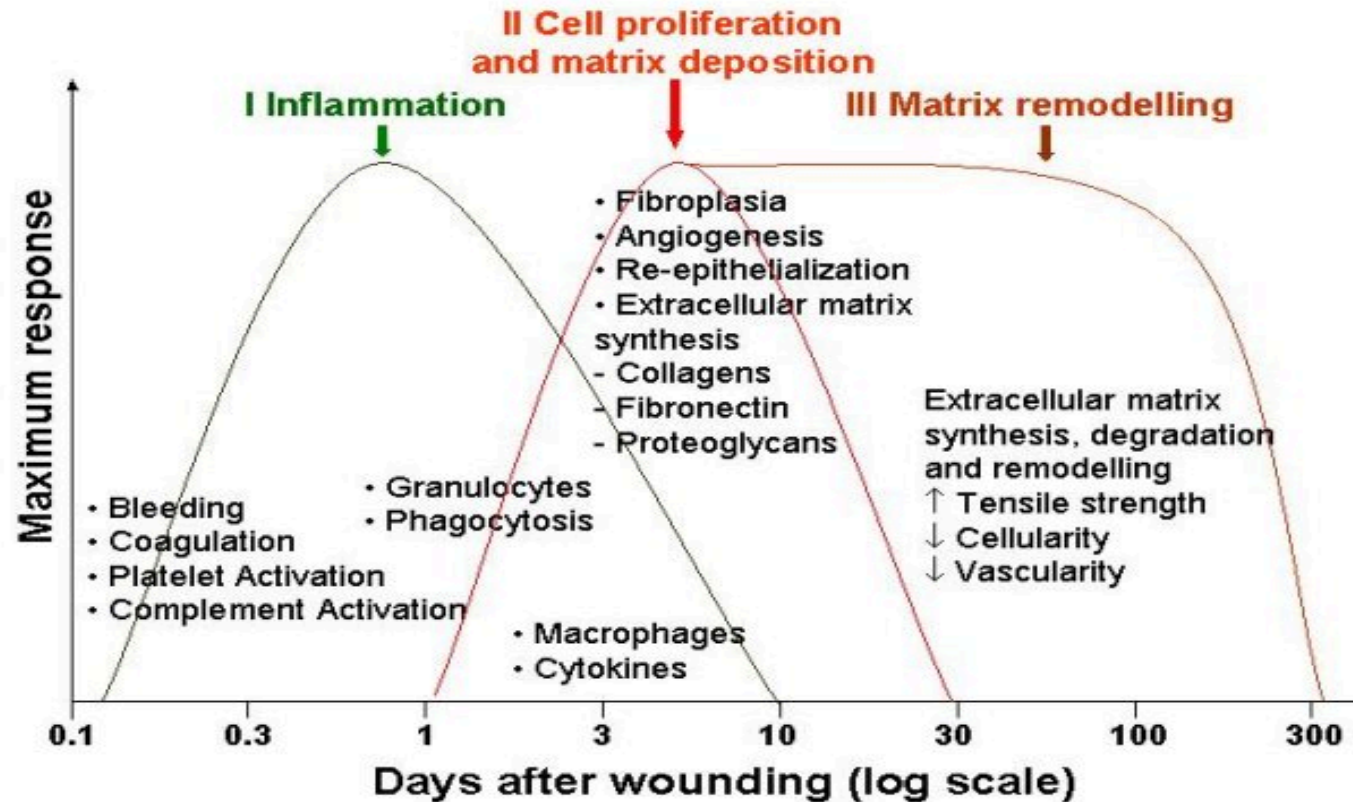 II Cell proliferation
and matrix deposition
I Inflammation
III Matrix remodelling
Maximum response
• Fibroplasia
• Angiogenesis
• Re-epithelialization
• Extracellular matrix
synthesis
- Collagens
- Fibronectin
- Proteoglycans
• Bleeding
• Coagulation
• Platelet Activation
• Complement Activation
• Granulocytes
• Phagocytosis
• Macrophages
• Cytokines
Extracellular matrix
synthesis, degradation
and remodelling
↑ Tensile strength
↓ Cellularity
↓ Vascularity
0.1 0.3 1 3 10 30 100 300
Days after wounding (log scale)